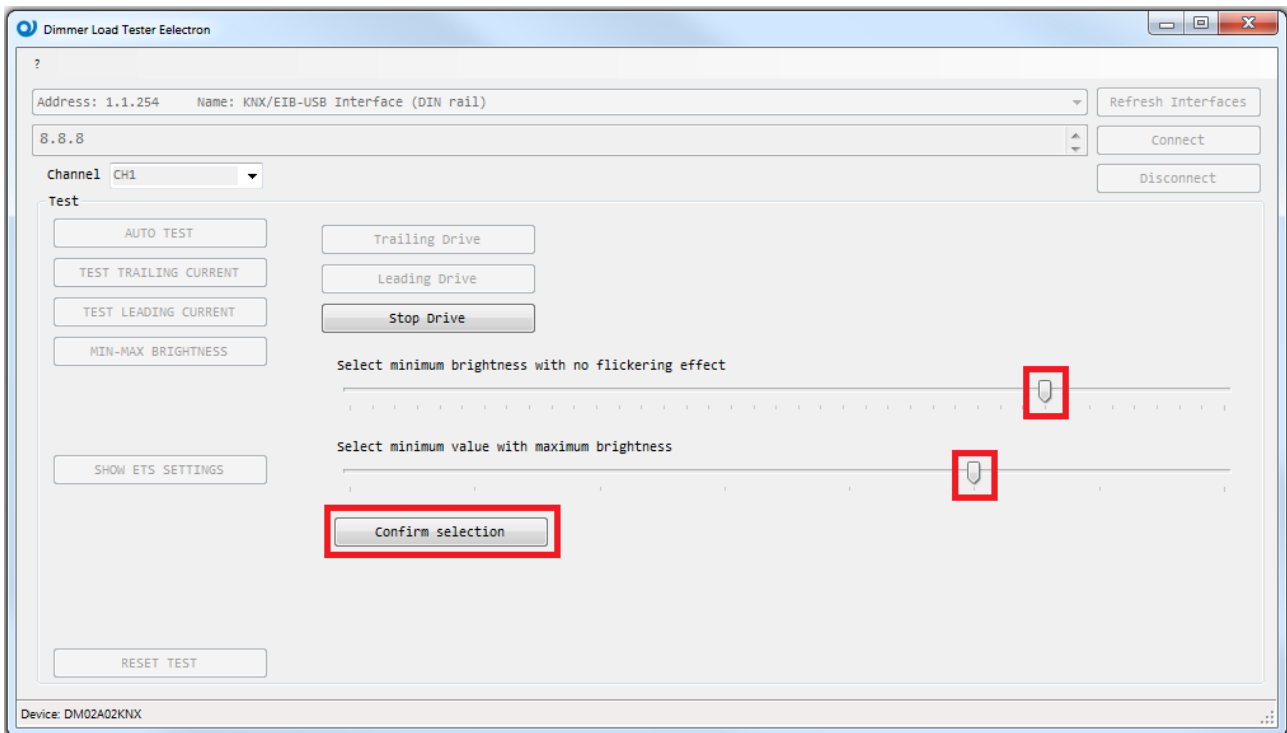 Dimmer Load Tester Eelectron
?
Address: 1.1.254 Name: KNX/EIB-USB Interface (DIN rail)
Refresh Interfaces
8.8.8
Connect
Channel CH1
Disconnect
Test
AUTO TEST
Trailing Drive
TEST TRAILING CURRENT
Leading Drive
TEST LEADING CURRENT
Stop Drive
MIN-MAX BRIGHTNESS
Select minimum brightness with no flickering effect
Select minimum value with maximum brightness
SHOW ETS SETTINGS
Confirm selection
RESET TEST
Device: DM02A02KNX